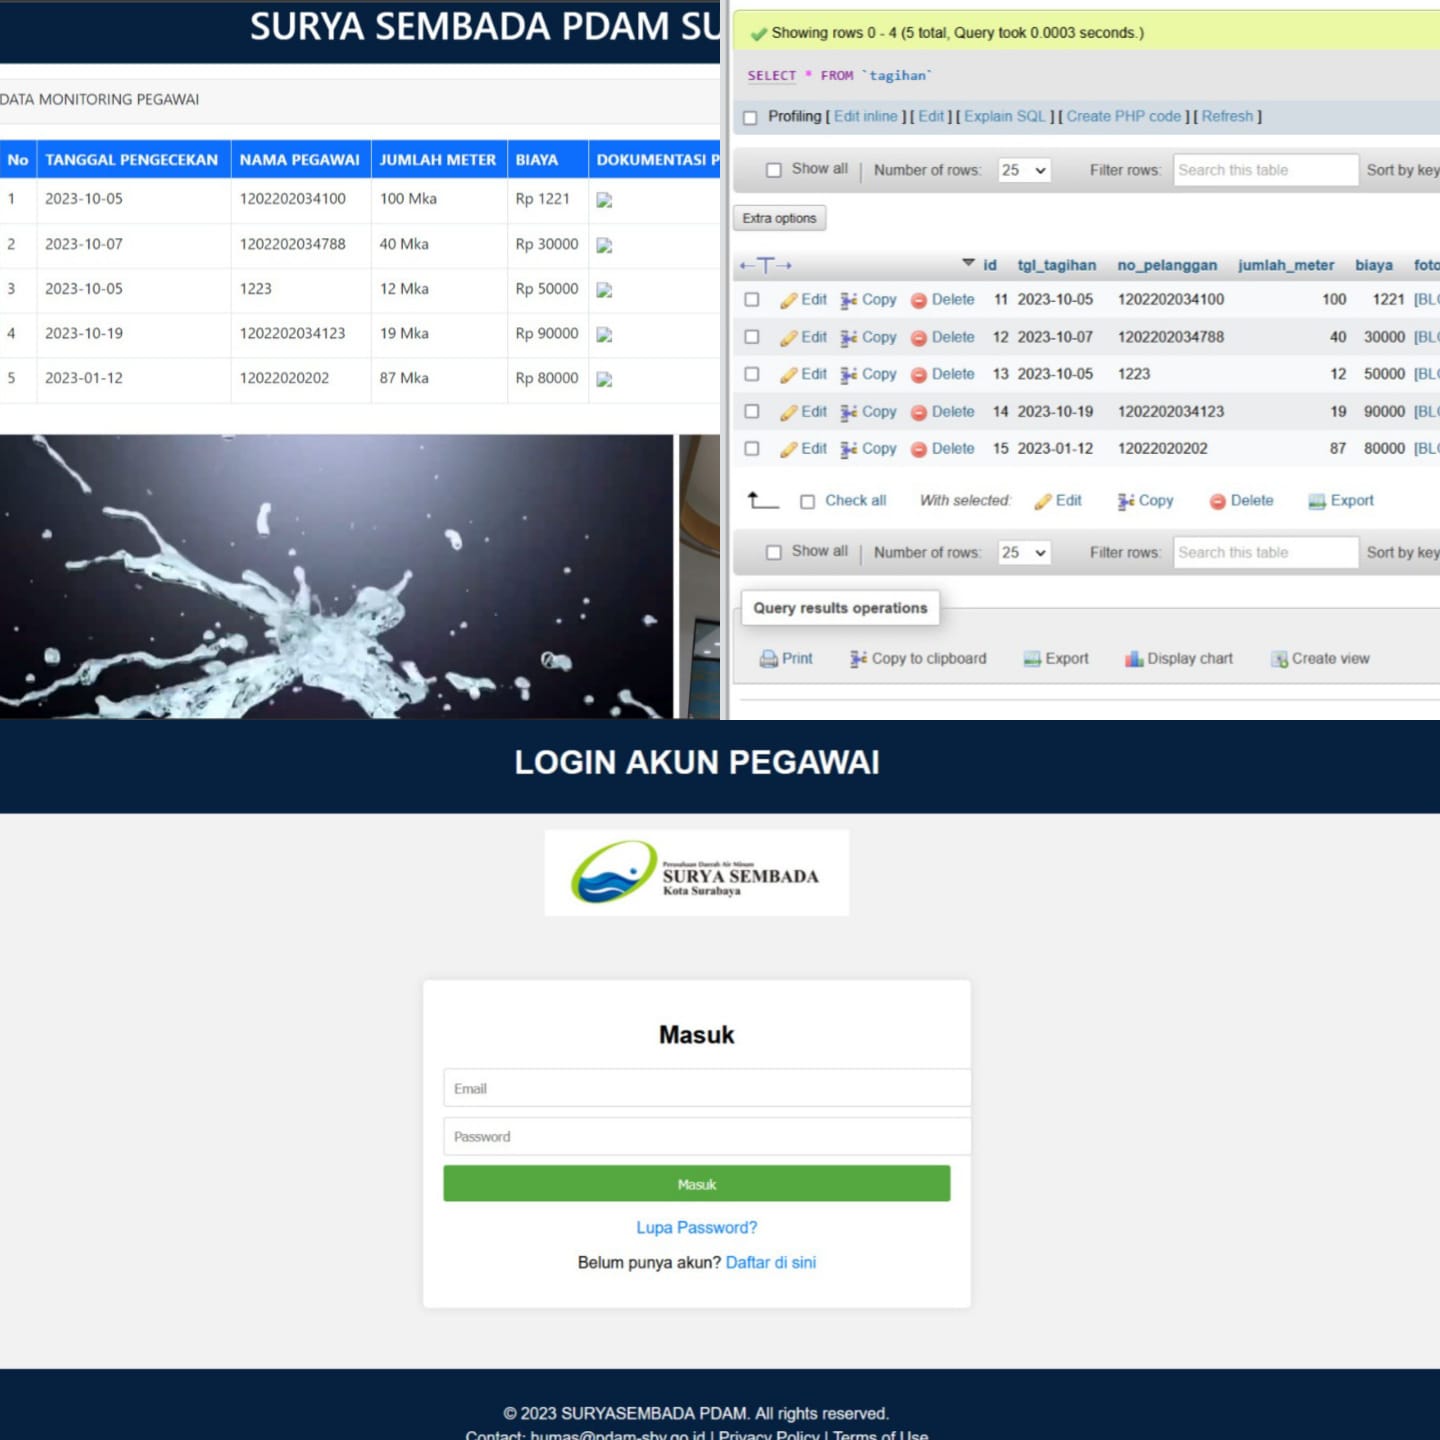 SURYA SEMBADA PDAM SU
DATA MONITORING PEGAWAI
No TANGGAL PENGECEKAN NAMA PEGAWAI JUMLAH METER BIAYA DOKUMENTASI P
1 2023-10-05 1202202034100 100 Mka Rp 1221
2 2023-10-07 1202202034788 40 Mka Rp 30000
3 2023-10-05 1223 12 Mka Rp 50000
4 2023-10-19 1202202034123 19 Mka Rp 90000
5 2023-01-12 12022020202 87 Mka Rp 80000
Showing rows 0 - 4 (5 total, Query took 0.0003 seconds.)
SELECT * FROM `tagihan`
Profiling [ Edit inline ] [ Edit ] [ Explain SQL ] [ Create PHP code ] [ Refresh ]
Show all | Number of rows: 25 Filter rows: Search this table Sort by key
Extra options
←T→ id tgl_tagihan no_pelanggan jumlah_meter biaya foto
Edit Copy Delete 11 2023-10-05 1202202034100 100 1221 [BLO
Edit Copy Delete 12 2023-10-07 1202202034788 40 30000 [BLO
Edit Copy Delete 13 2023-10-05 1223 12 50000 [BLO
Edit Copy Delete 14 2023-10-19 1202202034123 19 90000 [BLO
Edit Copy Delete 15 2023-01-12 12022020202 87 80000 [BLO
Check all With selected: Edit Copy Delete Export
Show all | Number of rows: 25 Filter rows: Search this table Sort by key
Query results operations
Print Copy to clipboard Export Display chart Create view
LOGIN AKUN PEGAWAI
Perusahaan Daerah Air Minum
SURYA SEMBADA
Kota Surabaya
Masuk
Email
Password
Masuk
Lupa Password?
Belum punya akun? Daftar di sini
© 2023 SURYASEMBADA PDAM. All rights reserved.
Contact: humas@pdam-sby.go.id | Privacy Policy | Terms of Use